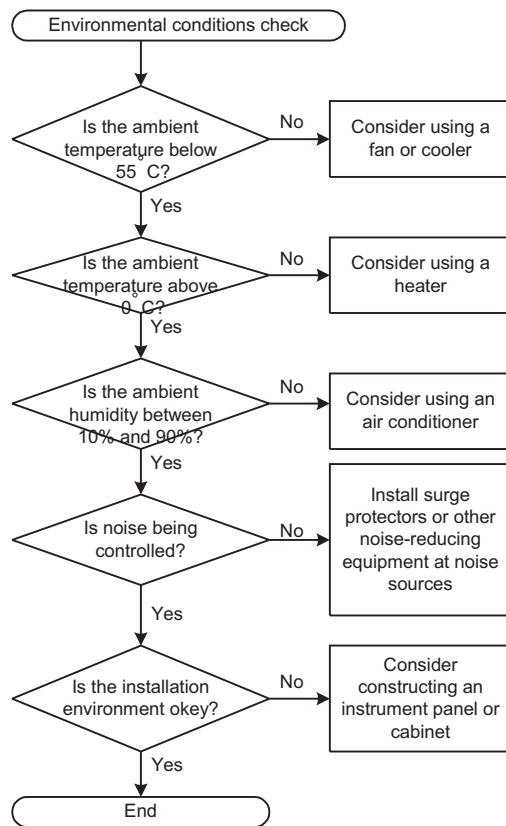 Environmental conditions check
Is the ambient
temperature below
55°C?
No
Consider using a
fan or cooler
Yes
Is the ambient
temperature above
0°C?
No
Consider using a
heater
Yes
Is the ambient
humidity between
10% and 90%?
No
Consider using an
air conditioner
Yes
Is noise being
controlled?
No
Install surge
protectors or other
noise-reducing
equipment at noise
sources
Yes
Is the installation
environment okey?
No
Consider
constructing an
instrument panel or
cabinet
Yes
End